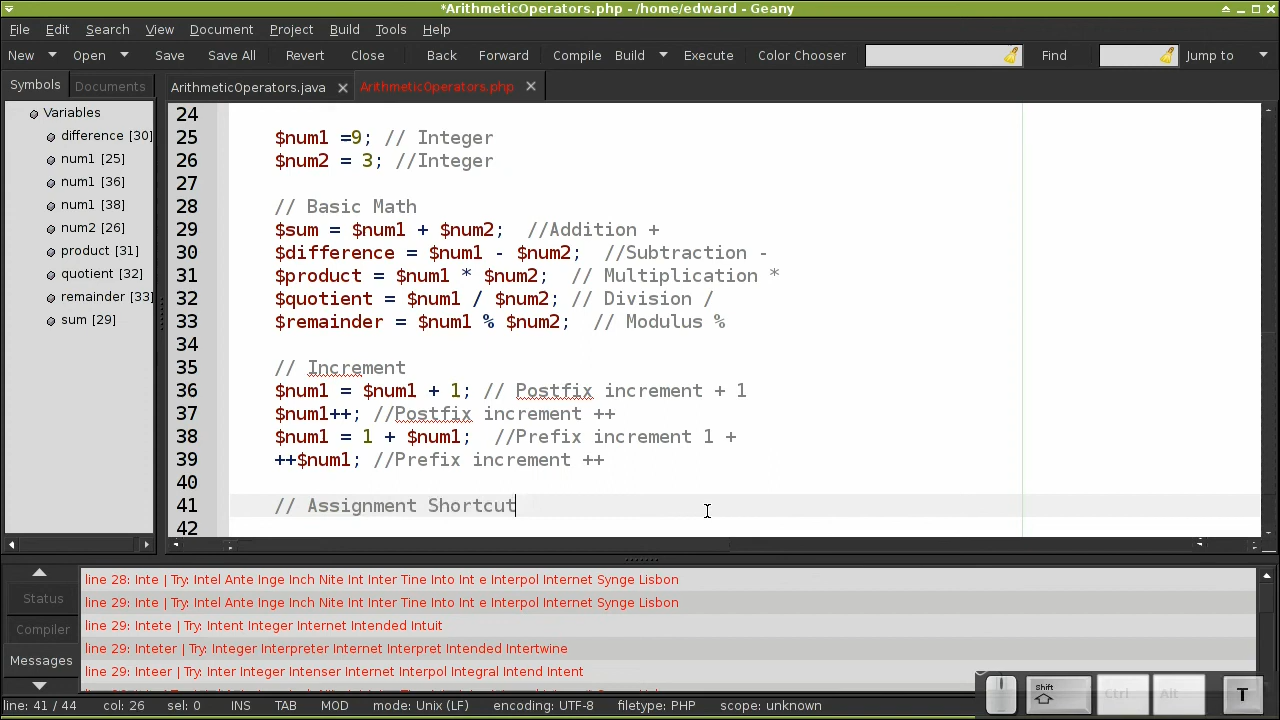 *ArithmeticOperators.php - /home/edward - Geany
File Edit Search View Document Project Build Tools Help
New Open Save Save All Revert Close Back Forward Compile Build Execute Color Chooser Find Jump to
Symbols Documents
ArithmeticOperators.java ArithmeticOperators.php
Variables
difference [30]
num1 [25]
num1 [36]
num1 [38]
num2 [26]
product [31]
quotient [32]
remainder [33]
sum [29]
24
25 $num1 =9; // Integer
26 $num2 = 3; //Integer
27
28 // Basic Math
29 $sum = $num1 + $num2;  //Addition +
30 $difference = $num1 - $num2;  //Subtraction -
31 $product = $num1 * $num2;  // Multiplication *
32 $quotient = $num1 / $num2; // Division /
33 $remainder = $num1 % $num2;  // Modulus %
34
35 // Increment
36 $num1 = $num1 + 1; // Postfix increment + 1
37 $num1++; //Postfix increment ++
38 $num1 = 1 + $num1;  //Prefix increment 1 +
39 ++$num1; //Prefix increment ++
40
41 // Assignment Shortcut
42
Status
Compiler
Messages
line 28: Inte | Try: Intel Ante Inge Inch Nite Int Inter Tine Into Int e Interpol Internet Synge Lisbon
line 29: Inte | Try: Intel Ante Inge Inch Nite Int Inter Tine Into Int e Interpol Internet Synge Lisbon
line 29: Intete | Try: Intent Integer Internet Intended Intuit
line 29: Inteter | Try: Integer Interpreter Internet Interpret Intended Intertwine
line 29: Inteer | Try: Inter Integer Intenser Internet Interpol Integral Intend Intent
line: 41 / 44 col: 26 sel: 0 INS TAB MOD mode: Unix (LF) encoding: UTF-8 filetype: PHP scope: unknown
Shift Ctrl Alt T